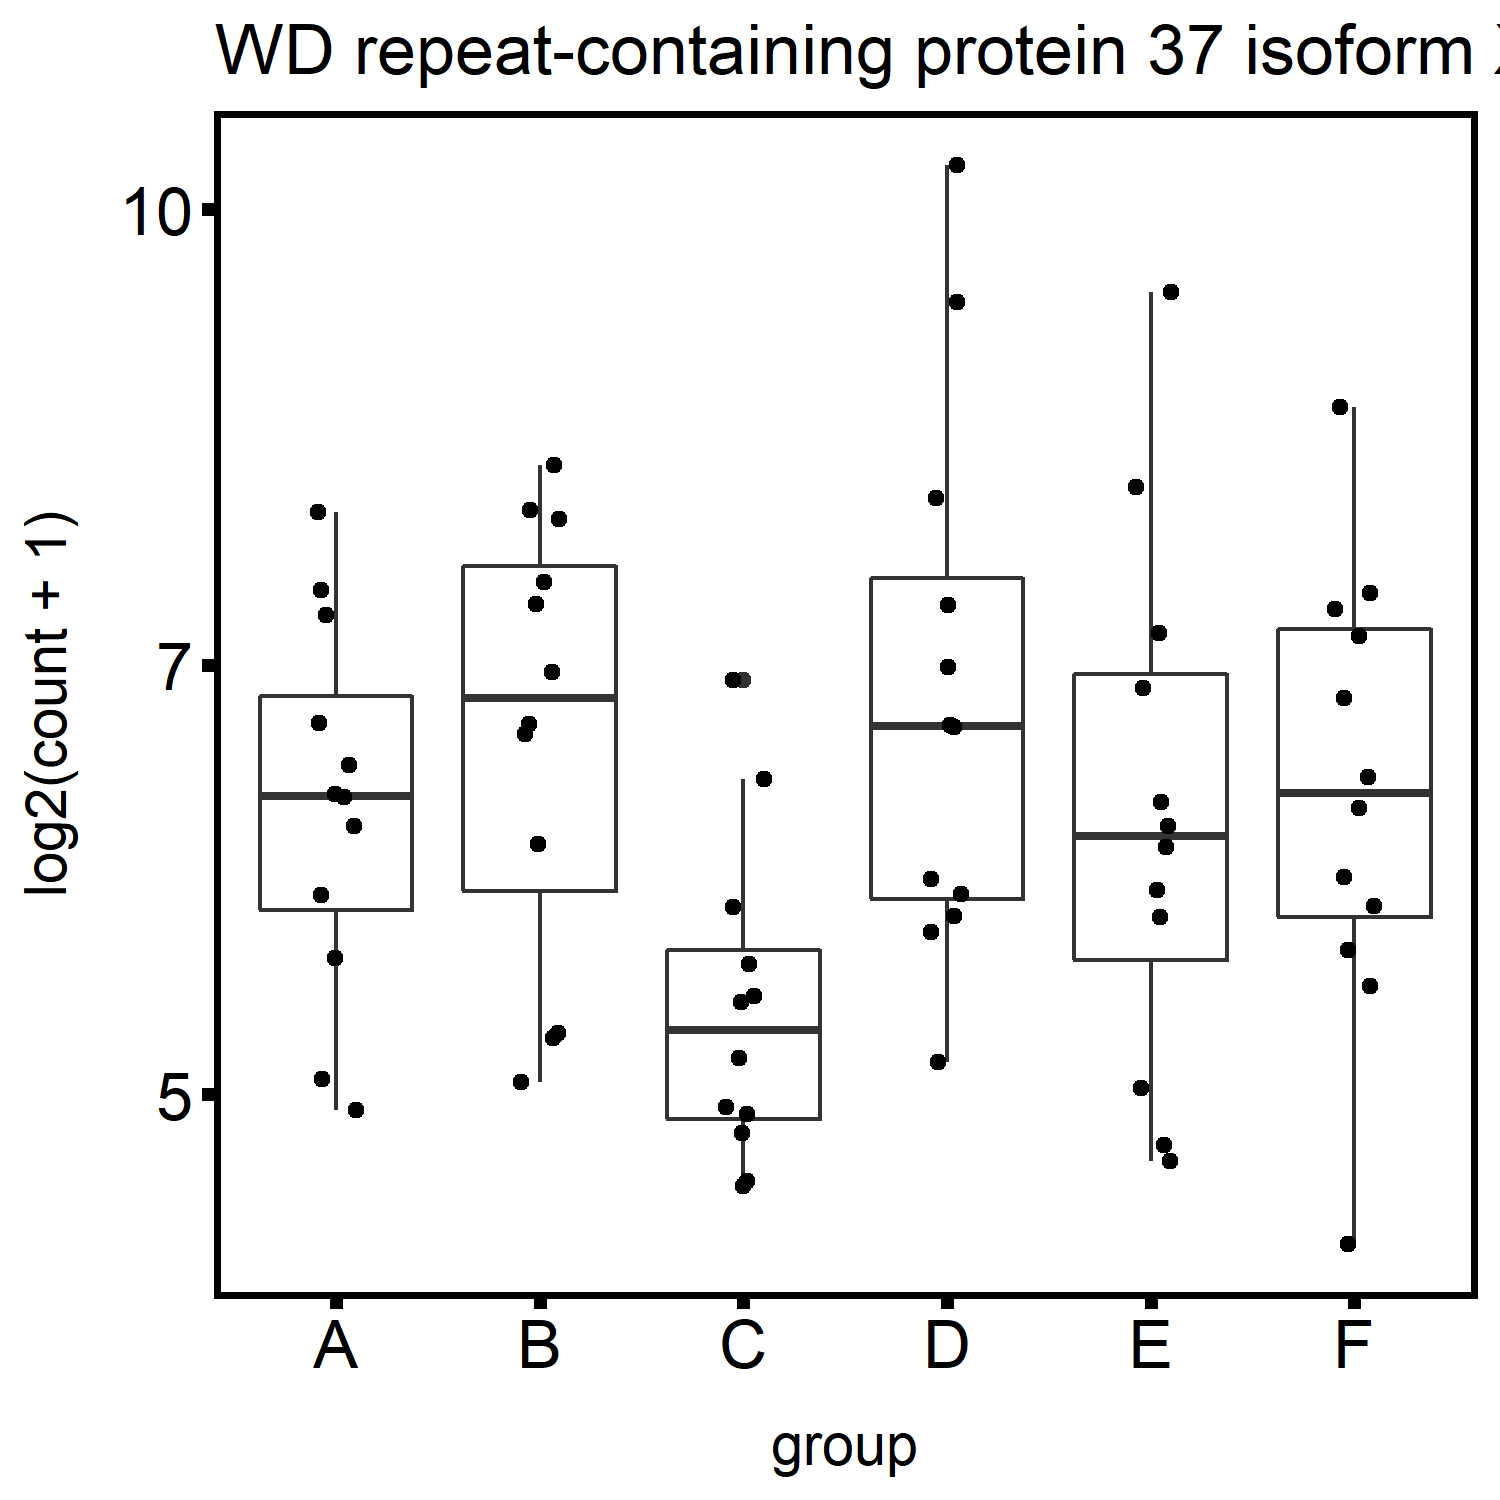 WD repeat-containing protein 37 isoform
10
7
5
log2(count + 1)
A B C D E F
group